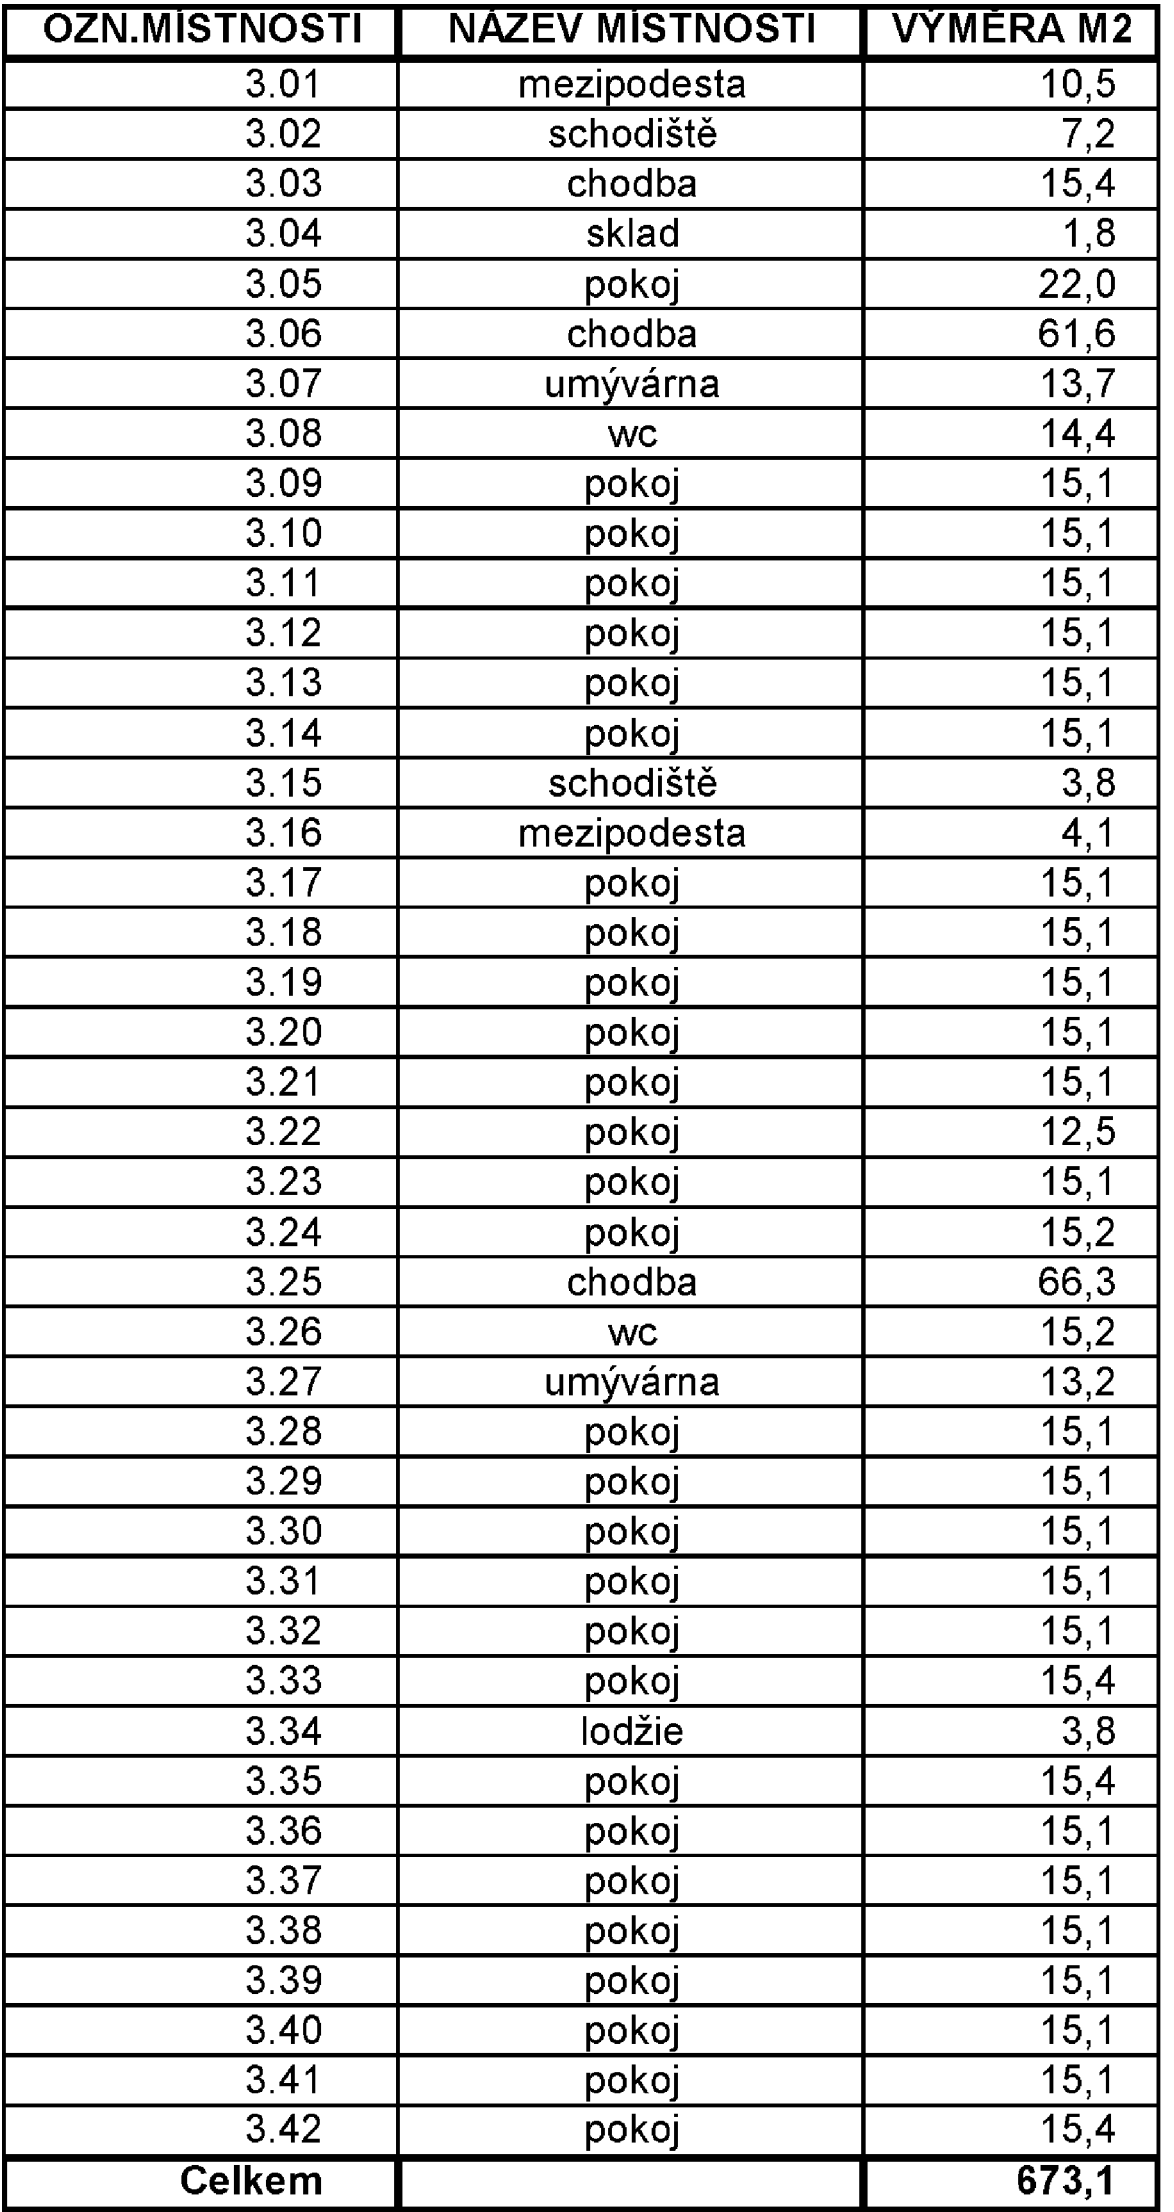 OZN.MÍSTNOSTI NÁZEV MÍSTNOSTI VÝMĚRA M2
3.01 mezipodesta 10,5
3.02 schodiště 7,2
3.03 chodba 15,4
3.04 sklad 1,8
3.05 pokoj 22,0
3.06 chodba 61,6
3.07 umývárna 13,7
3.08 wc 14,4
3.09 pokoj 15,1
3.10 pokoj 15,1
3.11 pokoj 15,1
3.12 pokoj 15,1
3.13 pokoj 15,1
3.14 pokoj 15,1
3.15 schodiště 3,8
3.16 mezipodesta 4,1
3.17 pokoj 15,1
3.18 pokoj 15,1
3.19 pokoj 15,1
3.20 pokoj 15,1
3.21 pokoj 15,1
3.22 pokoj 12,5
3.23 pokoj 15,1
3.24 pokoj 15,2
3.25 chodba 66,3
3.26 wc 15,2
3.27 umývárna 13,2
3.28 pokoj 15,1
3.29 pokoj 15,1
3.30 pokoj 15,1
3.31 pokoj 15,1
3.32 pokoj 15,1
3.33 pokoj 15,4
3.34 lodžie 3,8
3.35 pokoj 15,4
3.36 pokoj 15,1
3.37 pokoj 15,1
3.38 pokoj 15,1
3.39 pokoj 15,1
3.40 pokoj 15,1
3.41 pokoj 15,1
3.42 pokoj 15,4
Celkem 673,1